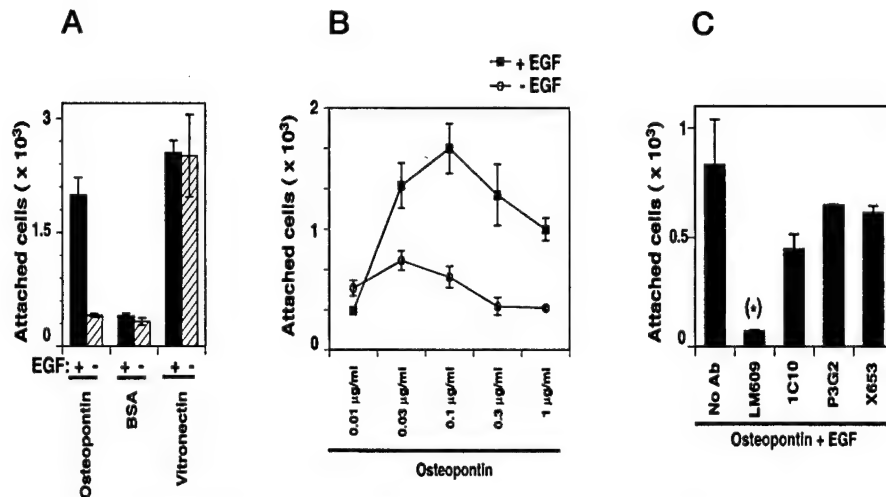 A
Attached cells ( x 10³)
3
1.5
0
EGF: + - + - + -
Osteopontin
BSA
Vitronectin
B
+ EGF
- EGF
Attached cells ( x 10³)
2
1
0
0.01 µg/ml
0.03 µg/ml
0.1 µg/ml
0.3 µg/ml
1 µg/ml
Osteopontin
C
Attached cells ( x 10³)
1
0.5
0
(*)
No Ab
LM609
1C10
P3G2
X653
Osteopontin + EGF